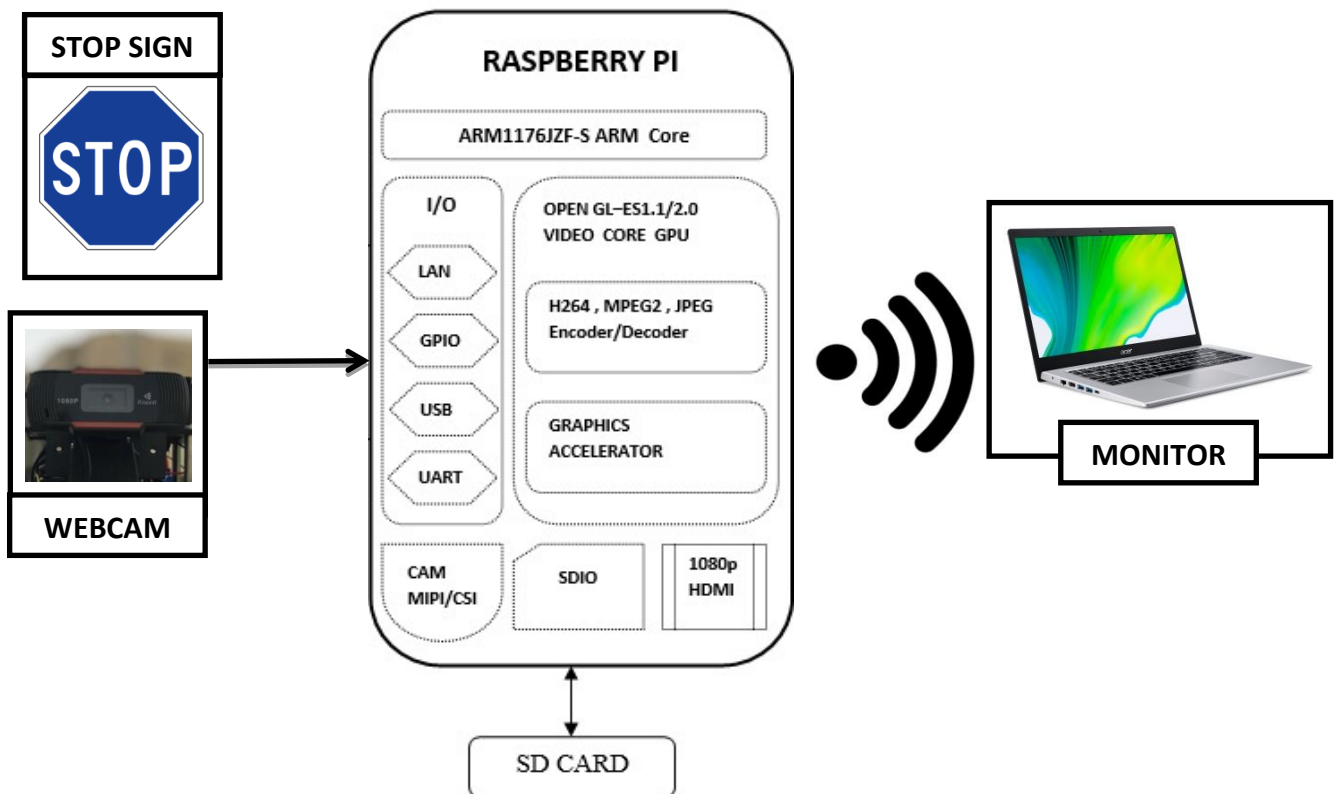 STOP SIGN
STOP
1080P
WEBCAM
RASPBERRY PI
ARM1176JZF-S ARM Core
I/O
LAN
GPIO
USB
UART
OPEN GL–ES1.1/2.0
VIDEO CORE GPU
H264 , MPEG2 , JPEG
Encoder/Decoder
GRAPHICS
ACCELERATOR
CAM
MIPI/CSI
SDIO
1080p
HDMI
SD CARD
acer
MONITOR